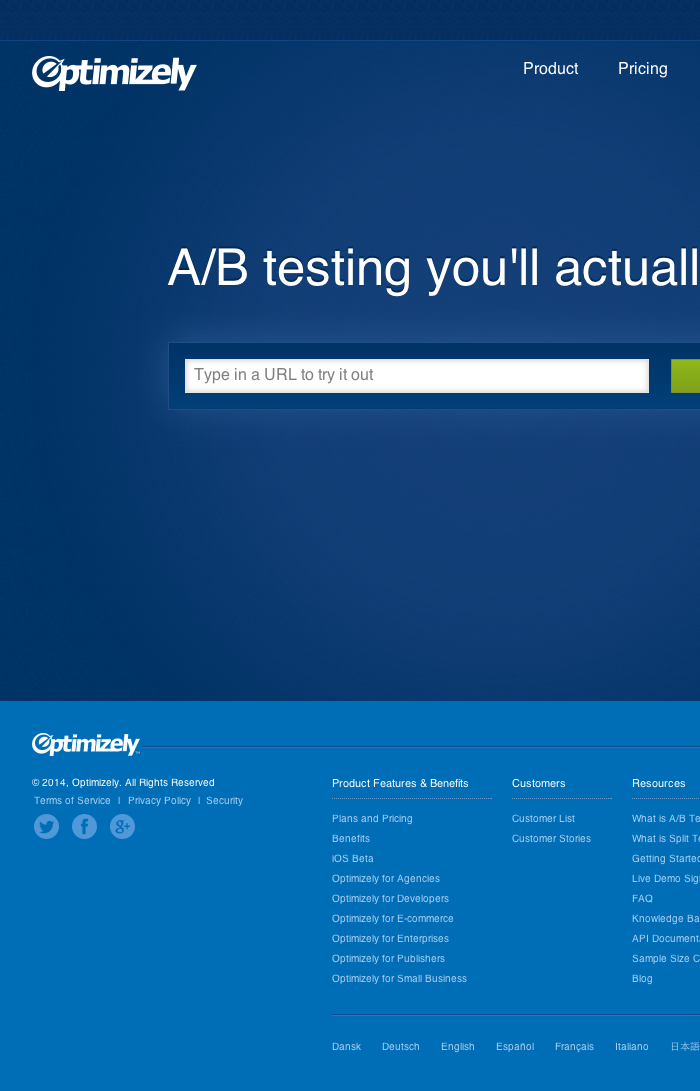 Optimizely
Product Pricing
A/B testing you'll actuall
Type in a URL to try it out
Optimizely
© 2014, Optimizely. All Rights Reserved
Terms of Service | Privacy Policy | Security
Product Features & Benefits
Plans and Pricing
Benefits
iOS Beta
Optimizely for Agencies
Optimizely for Developers
Optimizely for E-commerce
Optimizely for Enterprises
Optimizely for Publishers
Optimizely for Small Business
Customers
Customer List
Customer Stories
Resources
What is A/B Te
What is Split Te
Getting Started
Live Demo Sig
FAQ
Knowledge Ba
API Document
Sample Size C
Blog
Dansk Deutsch English Español Français Italiano 日本語